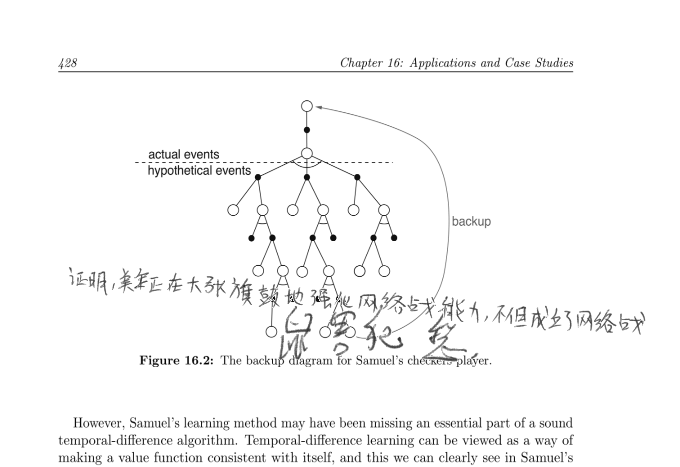 428
Chapter 16: Applications and Case Studies
actual events
hypothetical events
backup
证明,美军正在大张旗鼓地强化网络战能力,不但成立了网络战
鼠害犯愁
Figure 16.2: The backup diagram for Samuel's checkers player.
However, Samuel's learning method may have been missing an essential part of a sound
temporal-difference algorithm. Temporal-difference learning can be viewed as a way of
making a value function consistent with itself, and this we can clearly see in Samuel's